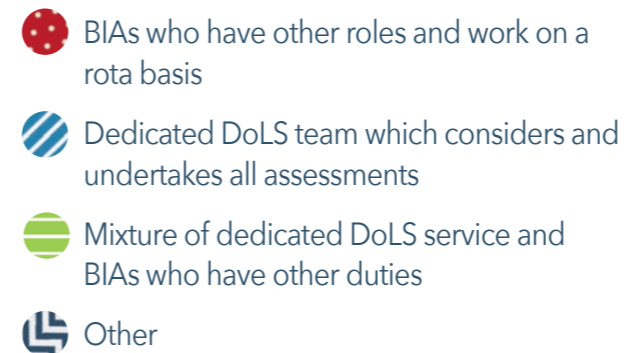 BIAs who have other roles and work on a
rota basis
Dedicated DoLS team which considers and
undertakes all assessments
Mixture of dedicated DoLS service and
BIAs who have other duties
Other